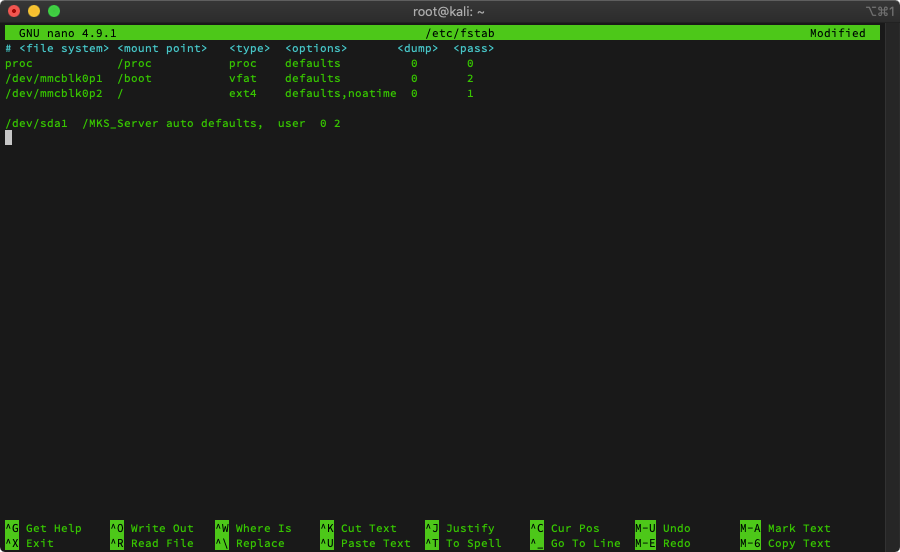 root@kali: ~ ⌥⌘1
GNU nano 4.9.1 /etc/fstab Modified
# <file system> <mount point> <type> <options> <dump> <pass>
proc /proc proc defaults 0 0
/dev/mmcblk0p1 /boot vfat defaults 0 2
/dev/mmcblk0p2 / ext4 defaults,noatime 0 1
/dev/sda1 /MKS_Server auto defaults, user 0 2
^G Get Help ^O Write Out ^W Where Is ^K Cut Text ^J Justify ^C Cur Pos M-U Undo M-A Mark Text
^X Exit ^R Read File ^\ Replace ^U Paste Text ^T To Spell ^_ Go To Line M-E Redo M-6 Copy Text